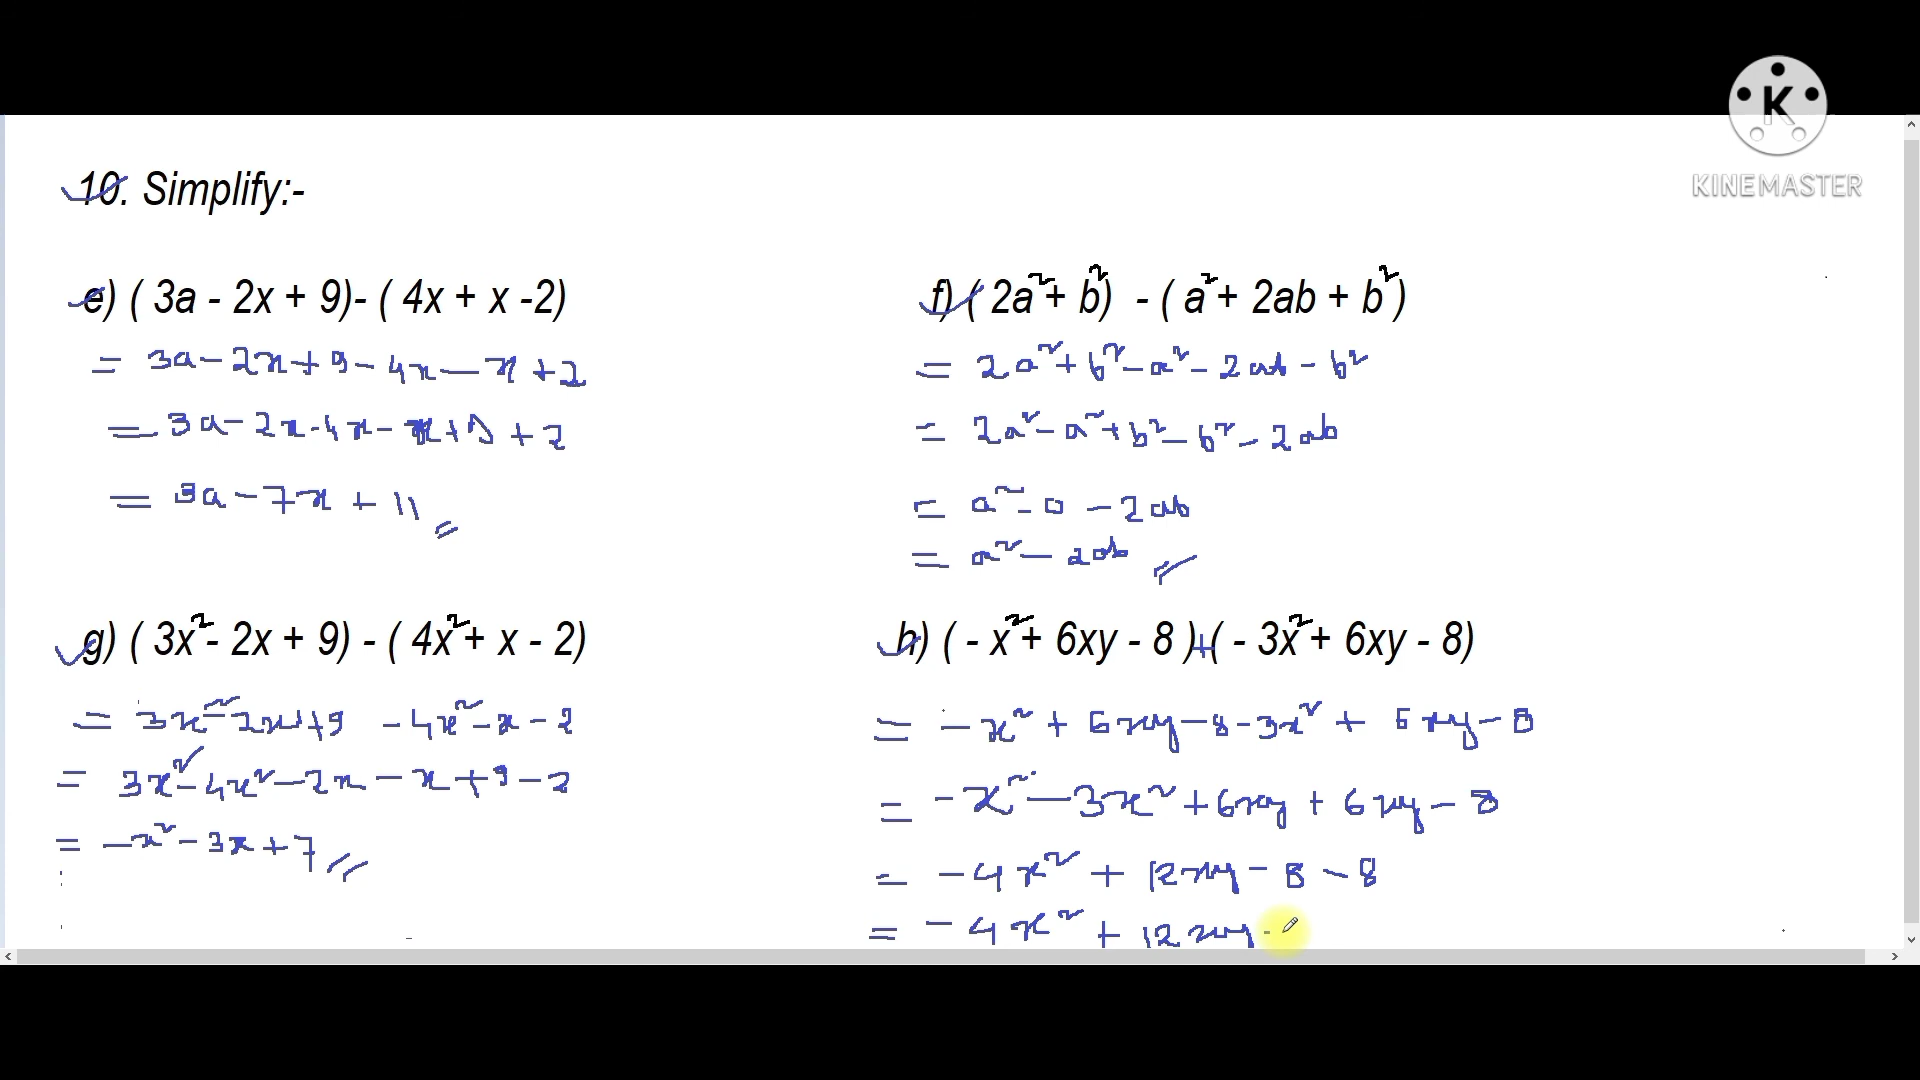 K
KINEMASTER
10. Simplify:-
e) ( 3a - 2x + 9)- ( 4x + x -2)
= 3a - 2x + 9 - 4x - x + 2
= 3a - 2x - 4x - x + 9 + 2
= 3a - 7x + 11
f) ( 2a² + b²) - ( a² + 2ab + b² )
= 2a² + b² - a² - 2ab - b²
= 2a² - a² + b² - b² - 2ab
= a² - 0 - 2ab
= a² - 2ab
g) ( 3x² - 2x + 9) - ( 4x² + x - 2)
= 3x² - 2x + 9 - 4x² - x - 2
= 3x² - 4x² - 2x - x + 9 - 2
= - x² - 3x + 7
h) ( - x² + 6xy - 8 ) + ( - 3x² + 6xy - 8)
= - x² + 6xy - 8 - 3x² + 6xy - 8
= - x² - 3x² + 6xy + 6xy - 8
= - 4x² + 12xy - 8 - 8
= - 4x² + 12xy -